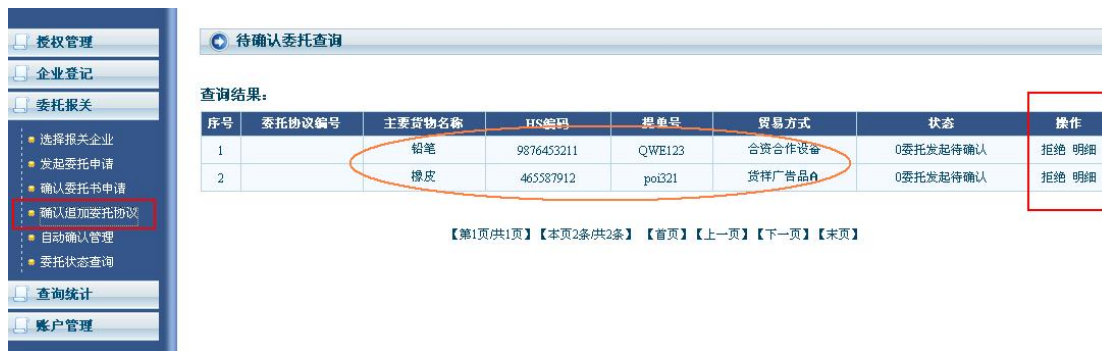 授权管理
企业登记
委托报关
选择报关企业
发起委托申请
确认委托书申请
确认追加委托协议
自动确认管理
委托状态查询
查询统计
账户管理
待确认委托查询
查询结果:
序号 委托协议编号 主要货物名称 HS编码 提单号 贸易方式 状态 操作
1 铅笔 9876453211 QWE123 合资合作设备 0委托发起待确认 拒绝 明细
2 橡皮 465587912 poi321 货样广告品A 0委托发起待确认 拒绝 明细
【第1页/共1页】【本页2条/共2条】 【首页】【上一页】【下一页】【末页】